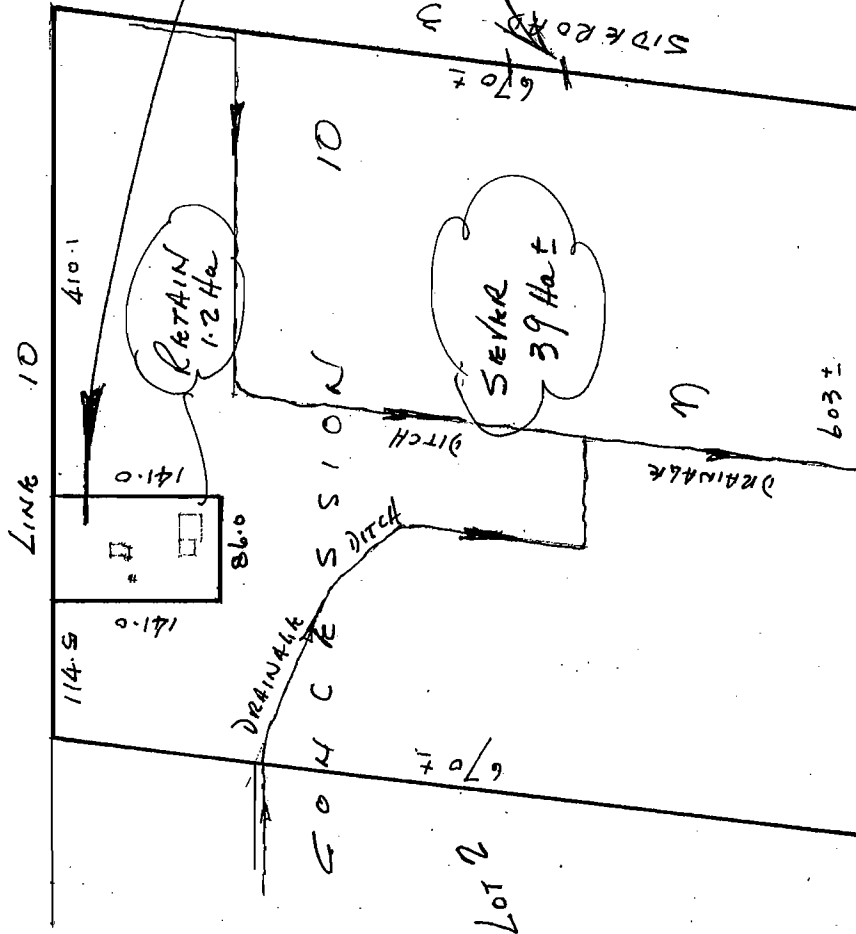 LINE 10
410.1
RETAIN
1.2 Ha
141.0
141.0
86.0
114.5
SIDEROAD
670 ±
CONCESSION 10
SEVER
39 Ha ±
DITCH
DRAINAGE
DRAINAGE DITCH
603 ±
670 ±
LOT 2